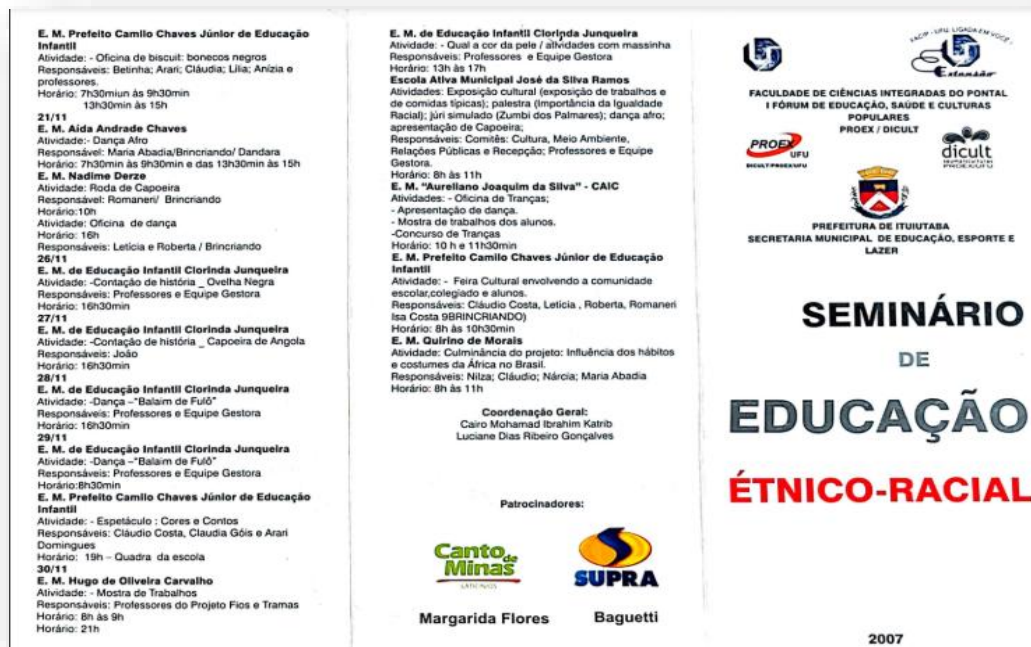 E. M. Prefeito Camilo Chaves Júnior de Educação
Infantil
Atividade: - Oficina de biscuit: bonecos negros
Responsáveis: Betinha; Arari; Cláudia; Lilia; Anízia e
professores.
Horário: 7h30miun às 9h30min
13h30min às 15h
21/11
E. M. Aida Andrade Chaves
Atividade:- Dança Afro
Responsável: Maria Abadia/Brincriando/ Dandara
Horário: 7h30min às 9h30min e das 13h30min às 15h
E. M. Nadime Derze
Atividade: Roda de Capoeira
Responsável: Romaneri/ Brincriando
Horário:10h
Atividade: Oficina de dança
Horário: 16h
Responsáveis: Letícia e Roberta / Brincriando
26/11
E. M. de Educação Infantil Clorinda Junqueira
Atividade: -Contação de história _ Ovelha Negra
Responsáveis: Professores e Equipe Gestora
Horário: 16h30min
27/11
E. M. de Educação Infantil Clorinda Junqueira
Atividade: -Contação de história _ Capoeira de Angola
Responsáveis: João
Horário: 16h30min
28/11
E. M. de Educação Infantil Clorinda Junqueira
Atividade: -Dança –"Balaim de Fulô"
Responsáveis: Professores e Equipe Gestora
Horário: 16h30min
29/11
E. M. de Educação Infantil Clorinda Junqueira
Atividade: -Dança –"Balaim de Fulô"
Responsáveis: Professores e Equipe Gestora
Horário:8h30min
E. M. Prefeito Camilo Chaves Júnior de Educação
Infantil
Atividade: - Espetáculo : Cores e Contos
Responsáveis: Cláudio Costa, Claudia Góis e Arari
Domingues
Horário: 19h – Quadra da escola
30/11
E. M. Hugo de Oliveira Carvalho
Atividade: - Mostra de Trabalhos
Responsáveis: Professores do Projeto Fios e Tramas
Horário: 8h às 9h
Horário: 21h
E. M. de Educação Infantil Clorinda Junqueira
Atividade: - Qual a cor da pele / atividades com massinha
Responsáveis: Professores e Equipe Gestora
Horário: 13h às 17h
Escola Ativa Municipal José da Silva Ramos
Atividades: Exposição cultural (exposição de trabalhos e
de comidas típicas); palestra (Importância da Igualdade
Racial); júri simulado (Zumbi dos Palmares); dança afro;
apresentação de Capoeira;
Responsáveis: Comitês: Cultura, Meio Ambiente,
Relações Públicas e Recepção; Professores e Equipe
Gestora.
Horário: 8h às 11h
E. M. "Aureliano Joaquim da Silva" - CAIC
Atividades: - Oficina de Tranças;
- Apresentação de dança.
- Mostra de trabalhos dos alunos.
-Concurso de Tranças
Horário: 10 h e 11h30min
E. M. Prefeito Camilo Chaves Júnior de Educação
Infantil
Atividade: - Feira Cultural envolvendo a comunidade
escolar,colegiado e alunos.
Responsáveis: Cláudio Costa, Letícia , Roberta, Romaneri
Isa Costa 9BRINCRIANDO)
Horário: 8h às 10h30min
E. M. Quirino de Morais
Atividade: Culminância do projeto: Influência dos hábitos
e costumes da África no Brasil.
Responsáveis: Nilza; Cláudio; Nárcia; Maria Abadia
Horário: 8h às 11h
Coordenação Geral:
Cairo Mohamad Ibrahim Katrib
Luciane Dias Ribeiro Gonçalves
Patrocinadores:
Canto de
Minas
LATICÍNIOS
SUPRA
Margarida Flores
Baguetti
FACIP - UFU: LIGADA EM VOCÊ!
Extensão
FACULDADE DE CIÊNCIAS INTEGRADAS DO PONTAL
I FÓRUM DE EDUCAÇÃO, SAÚDE E CULTURAS
POPULARES
PROEX / DICULT
PROEX
UFU
DICULT/PROEX/UFU
dicult
PROEX/UFU
PREFEITURA DE ITUIUTABA
SECRETARIA MUNICIPAL DE EDUCAÇÃO, ESPORTE E
LAZER
SEMINÁRIO
DE
EDUCAÇÃO
ÉTNICO-RACIAL
2007